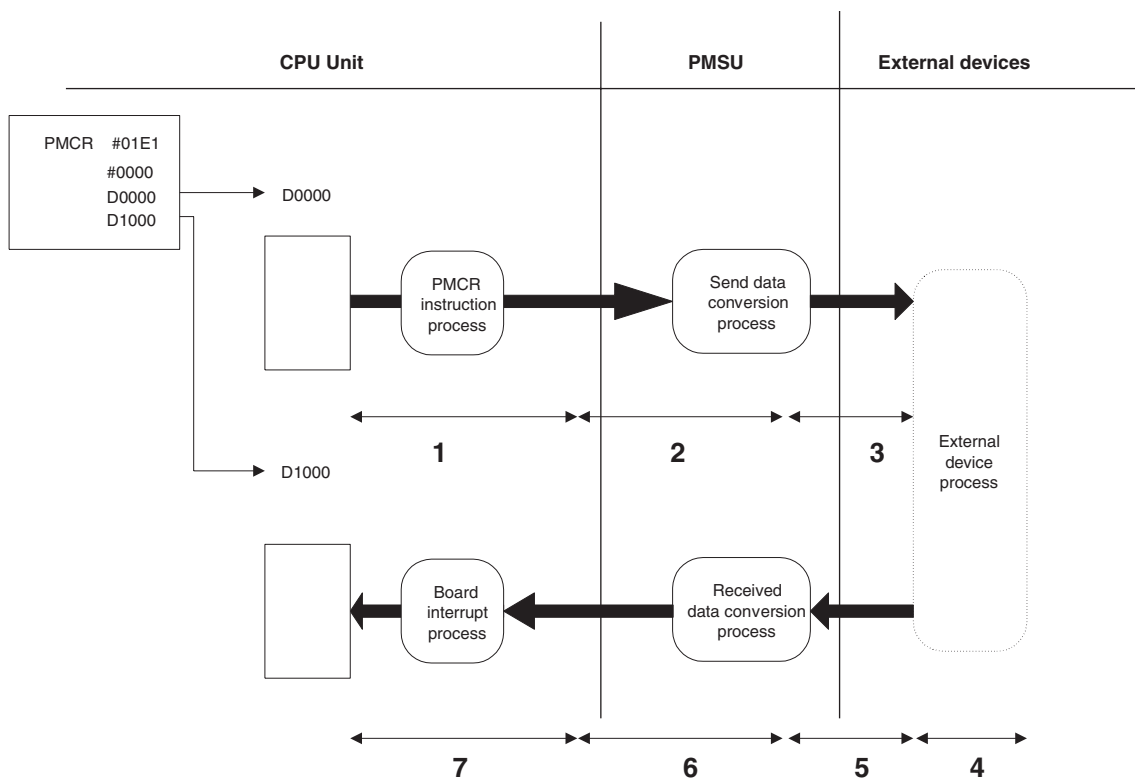 CPU Unit
PMSU
External devices
PMCR #01E1
#0000
D0000
D1000
D0000
PMCR
instruction
process
Send data
conversion
process
1
2
3
External
device
process
D1000
Board
interrupt
process
Received
data conversion
process
7
6
5
4